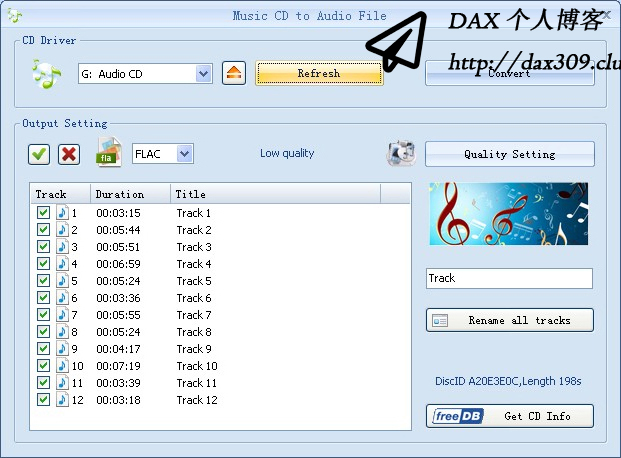 Music CD to Audio File
DAX 个人博客
http://dax309.clu
CD Driver
G: Audio CD
Refresh
Convert
Output Setting
fla
FLAC
Low quality
Quality Setting
Track Duration Title
1 00:03:15 Track 1
2 00:05:44 Track 2
3 00:05:51 Track 3
4 00:06:59 Track 4
5 00:05:24 Track 5
6 00:03:36 Track 6
7 00:05:55 Track 7
8 00:05:24 Track 8
9 00:04:17 Track 9
10 00:07:19 Track 10
11 00:03:39 Track 11
12 00:03:18 Track 12
Track
Rename all tracks
DiscID A20E3E0C,Length 198s
freeDB Get CD Info